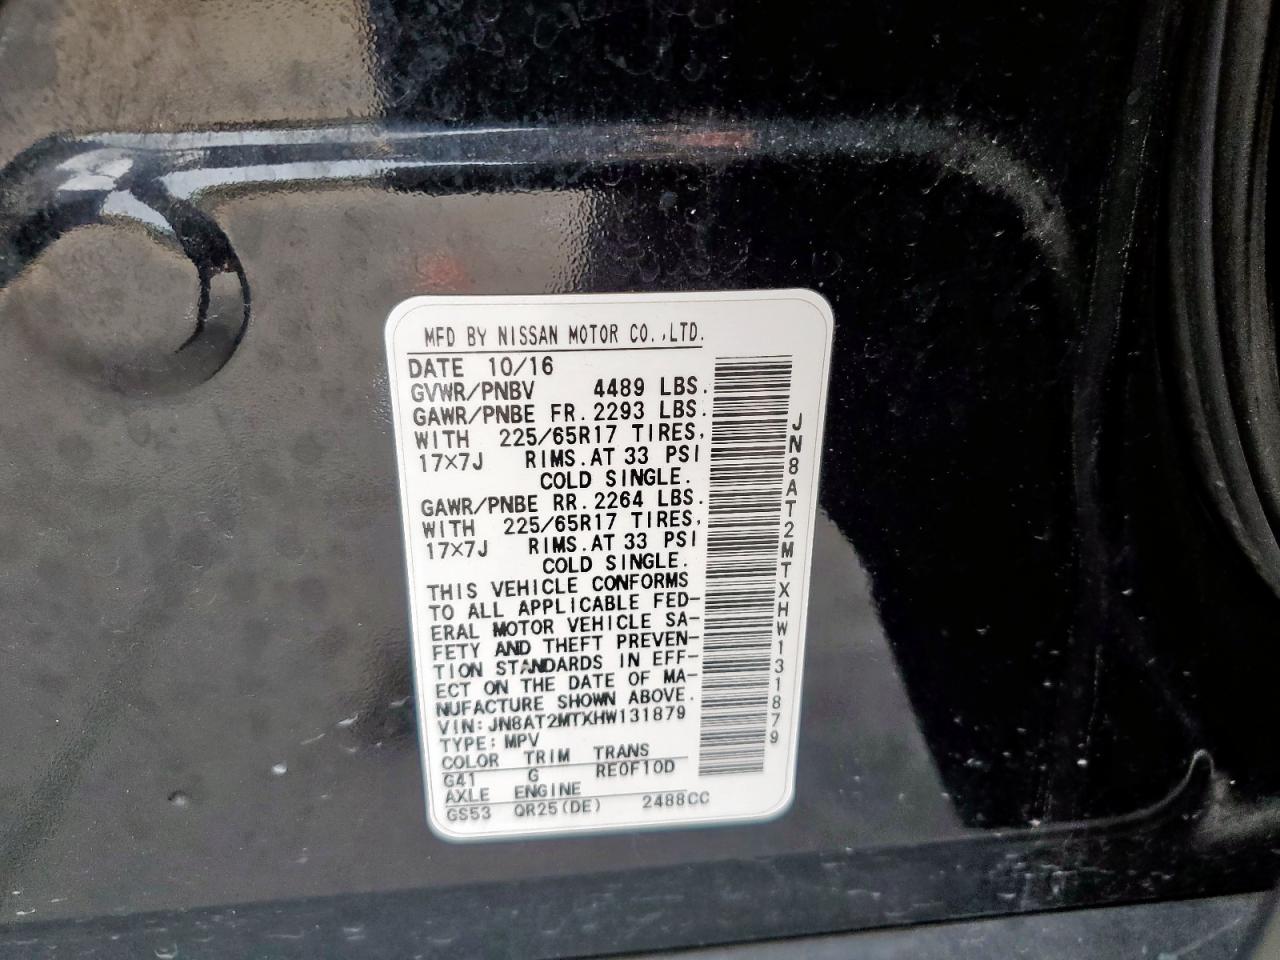 MFD BY NISSAN MOTOR CO.,LTD.
DATE 10/16
GVWR/PNBV 4489 LBS.
GAWR/PNBE FR.2293 LBS.
WITH 225/65R17 TIRES,
17×7J RIMS.AT 33 PSI
COLD SINGLE.
GAWR/PNBE RR.2264 LBS.
WITH 225/65R17 TIRES,
17×7J RIMS.AT 33 PSI
COLD SINGLE.
THIS VEHICLE CONFORMS
TO ALL APPLICABLE FED-
ERAL MOTOR VEHICLE SA-
FETY AND THEFT PREVEN-
TION STANDARDS IN EFF-
ECT ON THE DATE OF MA-
NUFACTURE SHOWN ABOVE.
VIN:JN8AT2MTXHW131879
TYPE:MPV
COLOR TRIM TRANS
G41 G RE0F10D
AXLE ENGINE
GS53 QR25(DE) 2488CC
JN8AT2MTXHW131879